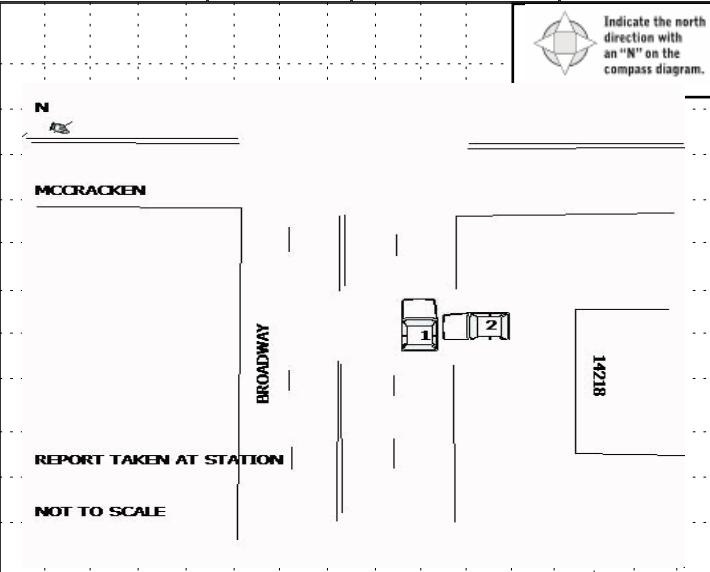 Indicate the north
direction with
an “N” on the
compass diagram.
N
MCCRACKEN
1
2
BROADWAY
14218
REPORT TAKEN AT STATION
NOT TO SCALE